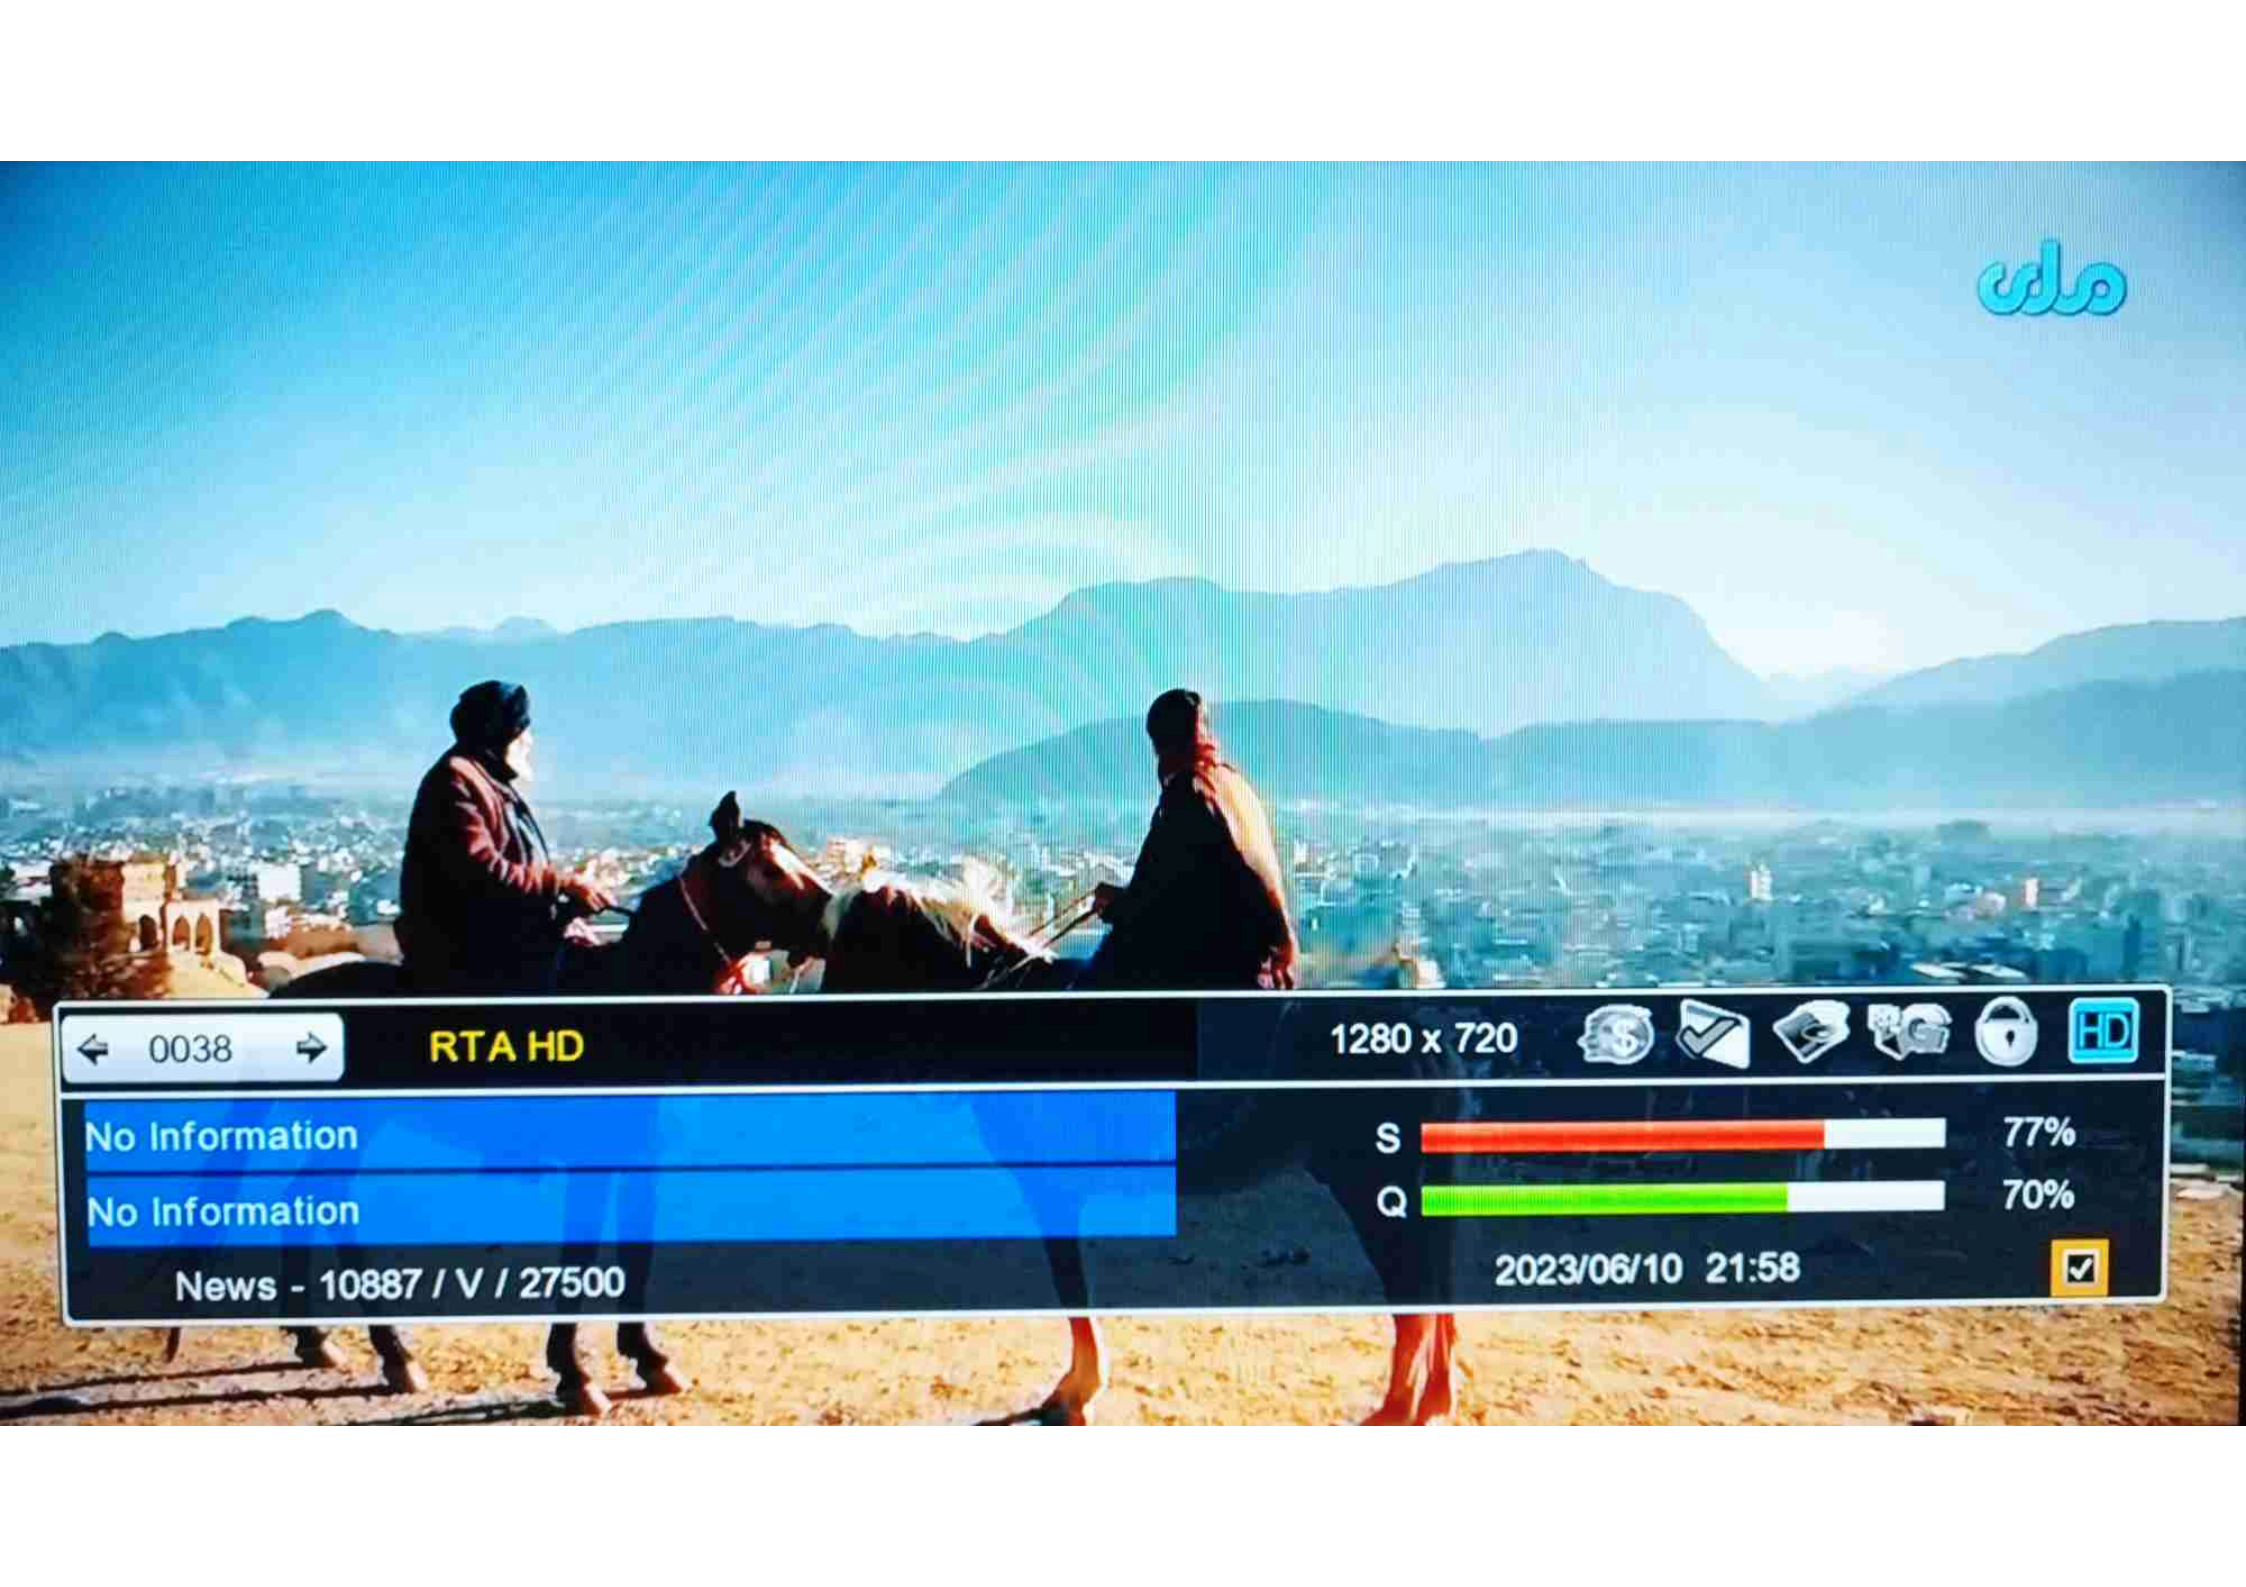 ملی
0038 RTA HD 1280 x 720 $ G HD
No Information S 77%
No Information Q 70%
News - 10887 / V / 27500 2023/06/10 21:58